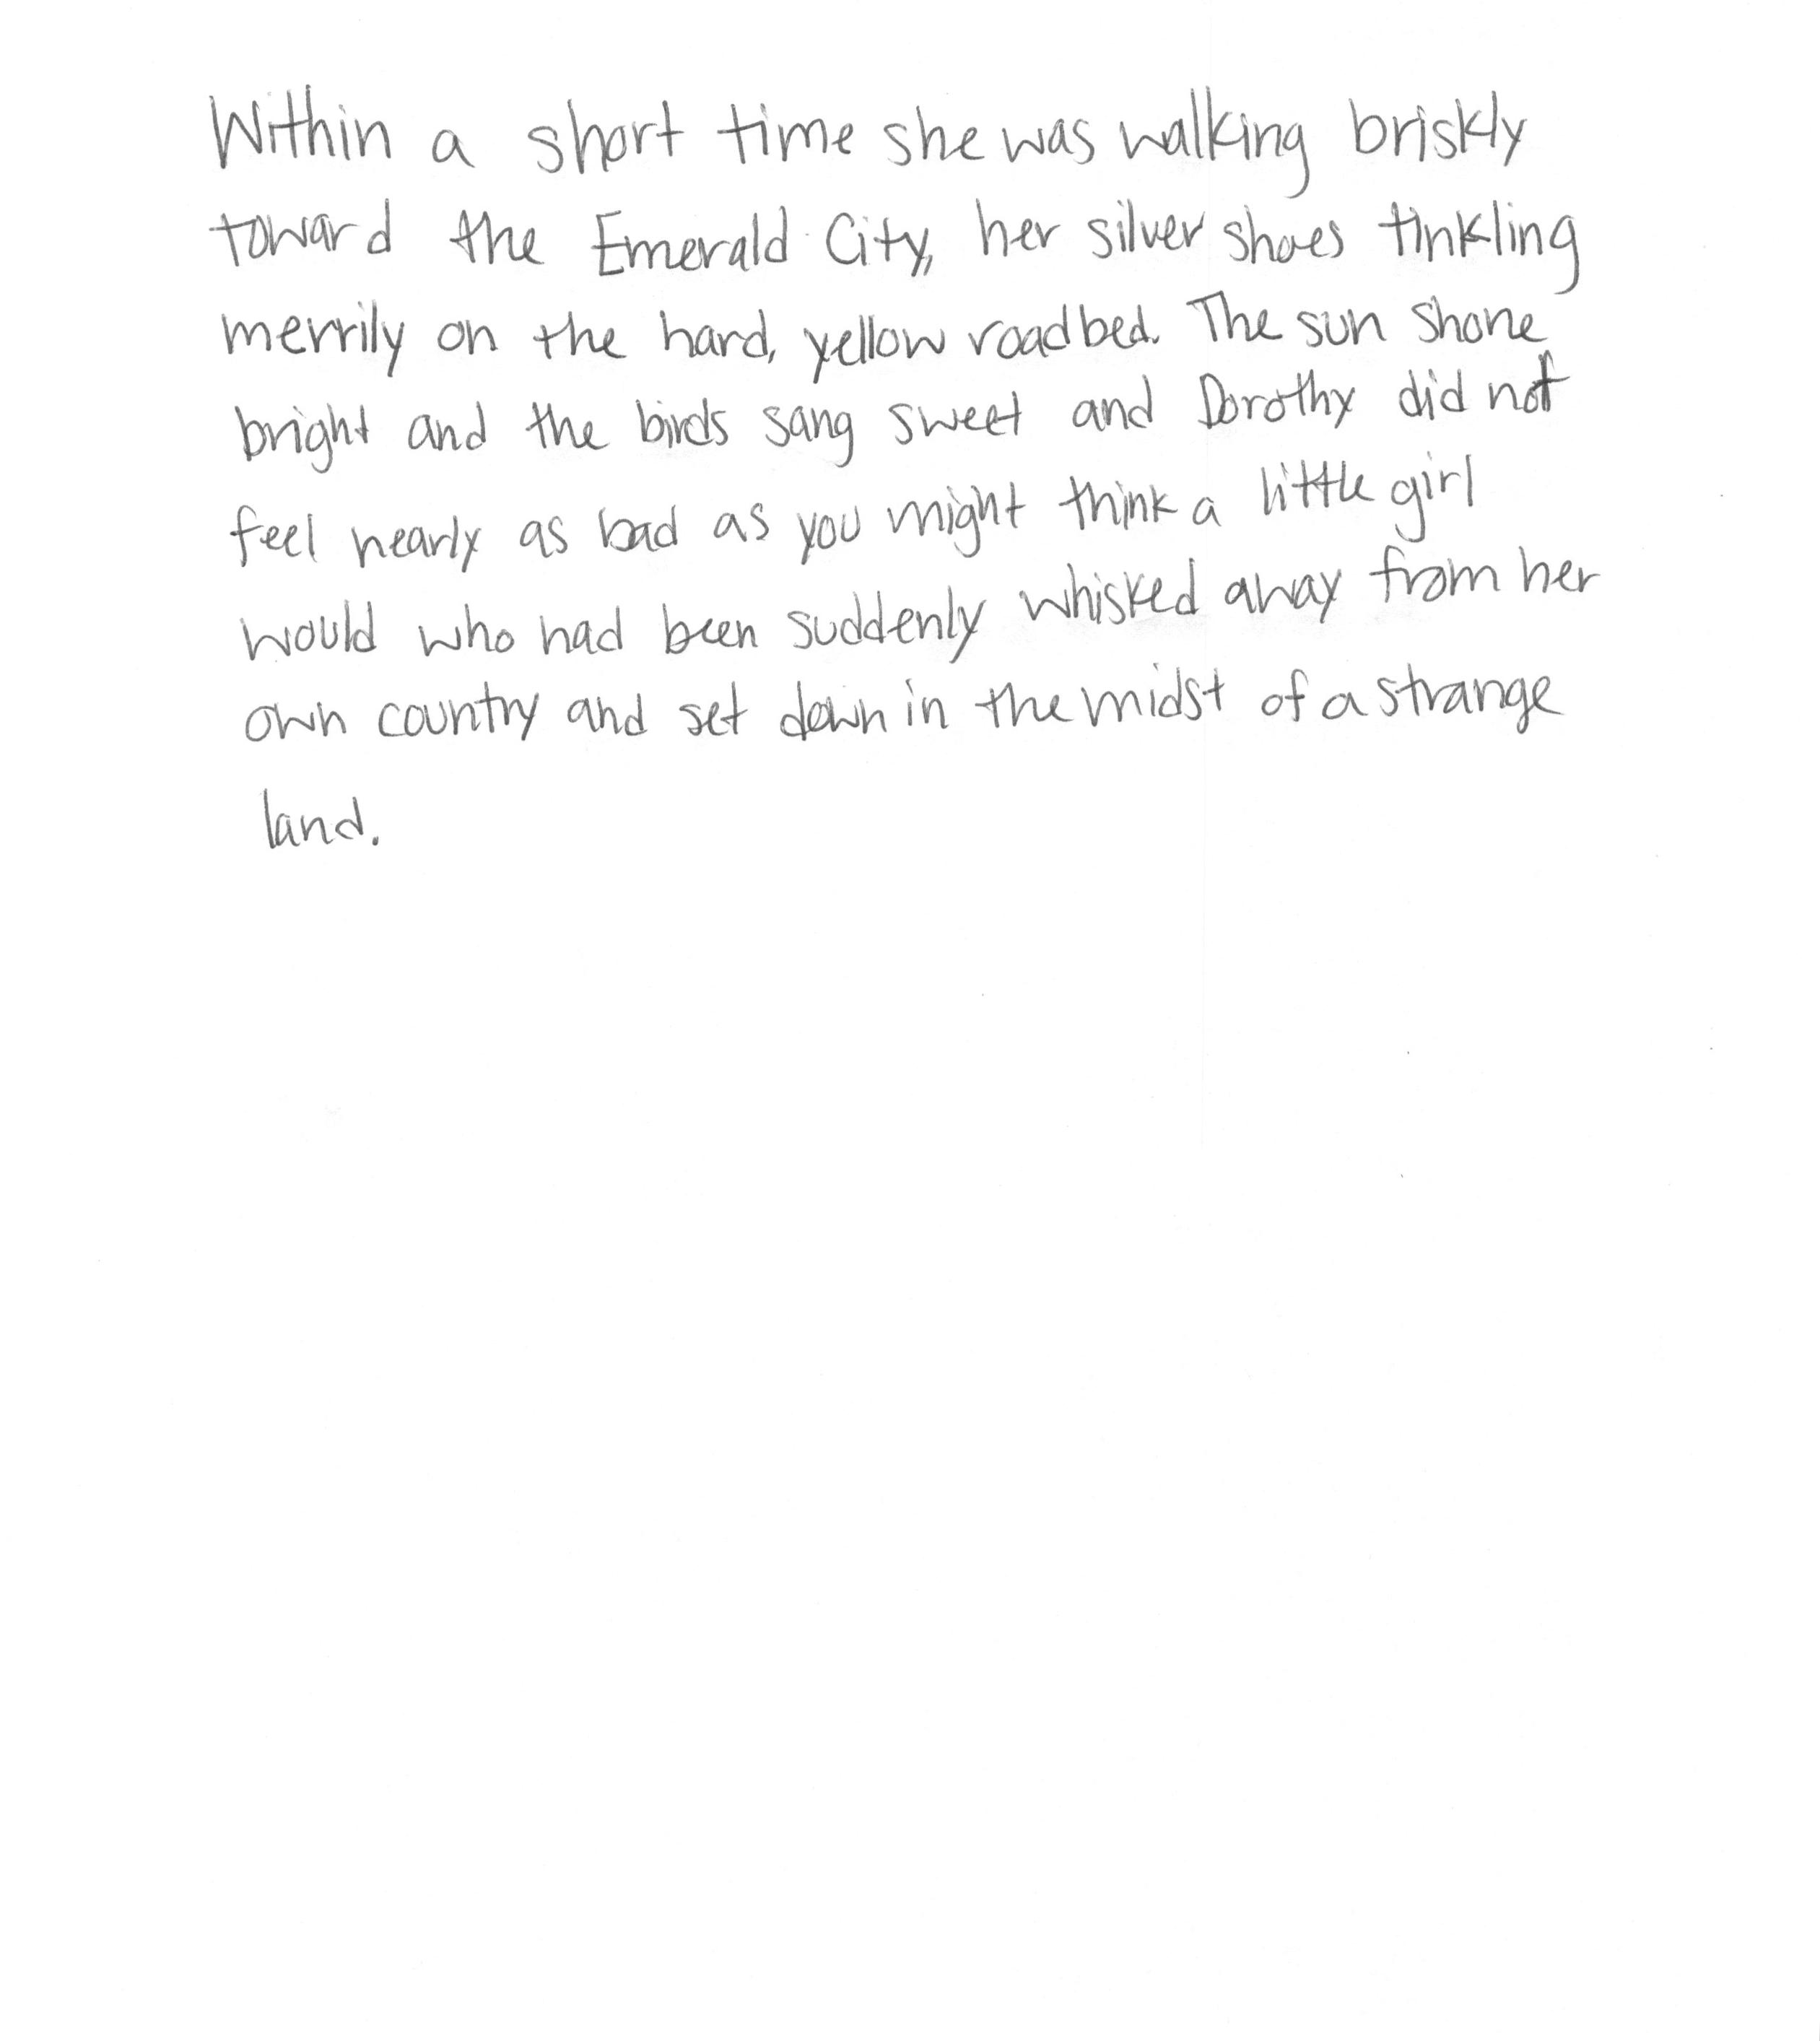 Within a short time she was walking briskly
toward the Emerald City, her silver shoes tinkling
merrily on the hard, yellow roadbed. The sun shone
bright and the birds sang sweet and Dorothy did not
feel nearly as bad as you might think a little girl
would who had been suddenly whisked away from her
own country and set down in the midst of a strange
land.